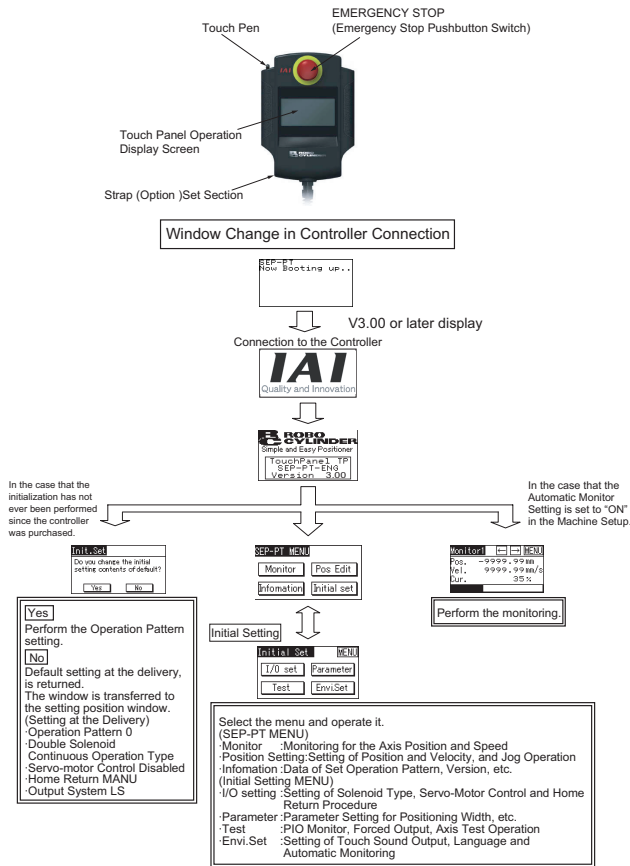 EMERGENCY STOP
(Emergency Stop Pushbutton Switch)
Touch Pen
IAI
Touch Panel Operation
Display Screen
ROBO
CYLINDER
Strap (Option )Set Section
Window Change in Controller Connection
SEP-PT
Now Booting up..
V3.00 or later display
Connection to the Controller
IAI
Quality and Innovation
RC ROBO
CYLINDER
Simple and Easy Positioner
TouchPanel TP
SEP-PT-ENG
Version 3.00
In the case that the
initialization has not
ever been performed
since the controller
was purchased.
In the case that the
Automatic Monitor
Setting is set to “ON”
in the Machine Setup.
Init.Set
Do you change the initial
setting contents of default?
Yes No
SEP-PT MENU
Monitor Pos Edit
Infomation Initial set
Monitor1 ← → MENU
Pos. -9999.99mm
Vel. 9999.99mm/s
Cur. 35%
Yes
Perform the Operation Pattern
setting.
No
Default setting at the delivery,
is returned.
The window is transferred to
the setting position window.
(Setting at the Delivery)
·Operation Pattern 0
·Double Solenoid
Continuous Operation Type
·Servo-motor Control Disabled
·Home Return MANU
·Output System LS
Perform the monitoring.
Initial Setting
Initial Set MENU
I/O set Parameter
Test Envi.Set
Select the menu and operate it.
(SEP-PT MENU)
·Monitor :Monitoring for the Axis Position and Speed
·Position Setting:Setting of Position and Velocity, and Jog Operation
·Infomation :Data of Set Operation Pattern, Version, etc.
(Initial Setting MENU)
·I/O setting :Setting of Solenoid Type, Servo-Motor Control and Home
Return Procedure
·Parameter :Parameter Setting for Positioning Width, etc.
·Test :PIO Monitor, Forced Output, Axis Test Operation
·Envi.Set :Setting of Touch Sound Output, Language and
Automatic Monitoring